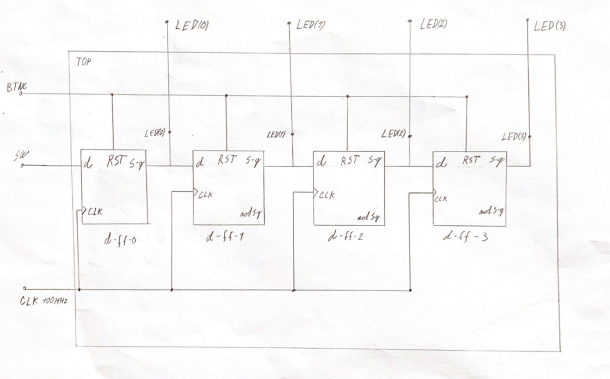 LED(0) LED(1) LED(2) LED(3)
TOP
BTNC
LED(0) LED(1) LED(2) LED(3)
SW
d RST s-q d RST s-q d RST s-q d RST s-q
CLK CLK CLK CLK
not s-q not s-q not s-q
d-ff-0 d-ff-1 d-ff-2 d-ff-3
CLK 100MHz